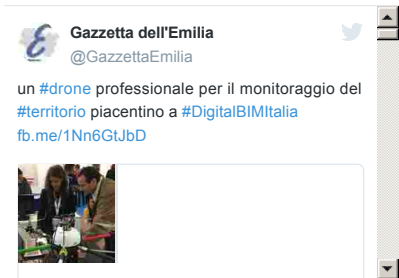 Gazzetta dell'Emilia
@GazzettaEmilia
un #drone professionale per il monitoraggio del
#territorio piacentino a #DigitalBIMItalia
fb.me/1Nn6GtJbD